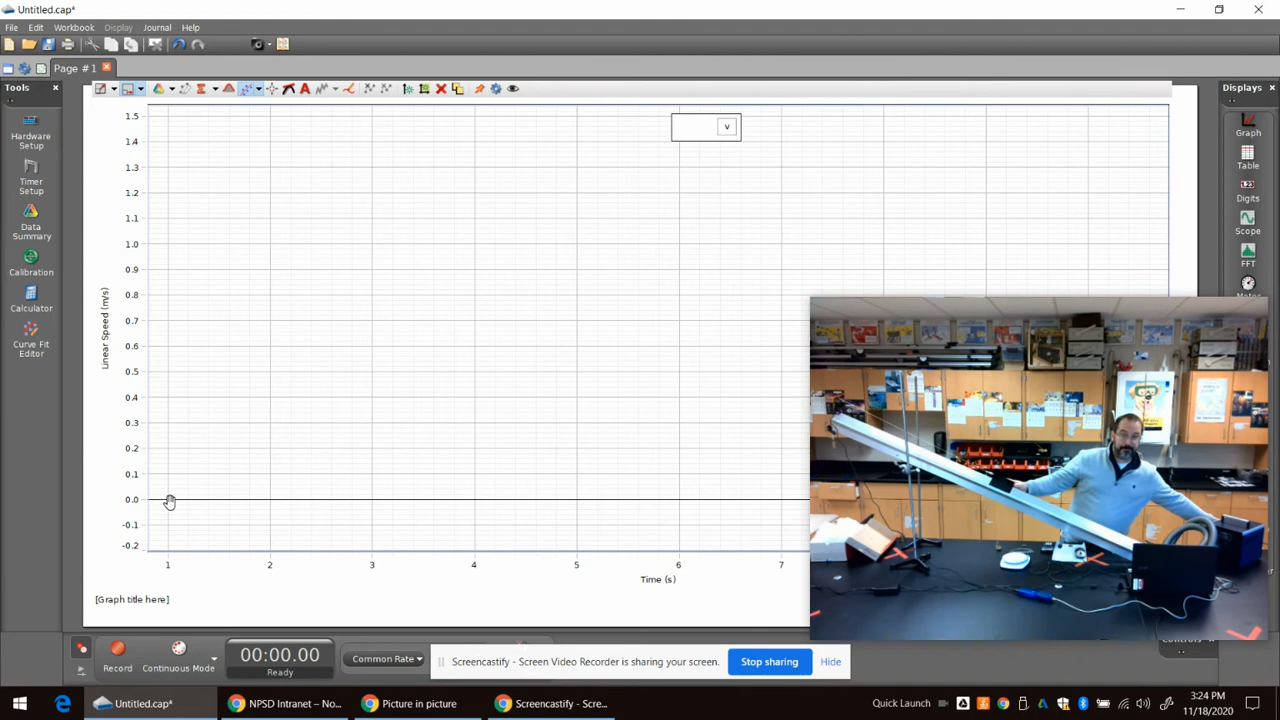 Untitled.cap*
File Edit Workbook Display Journal Help
Page #1
Tools
Hardware
Setup
Timer
Setup
Data
Summary
Calibration
Calculator
Curve Fit
Editor
v
1.5
1.4
1.3
1.2
1.1
1.0
0.9
0.8
0.7
0.6
0.5
0.4
0.3
0.2
0.1
0.0
-0.1
-0.2
Linear Speed (m/s)
1 2 3 4 5 6 7
Time (s)
[Graph title here]
Displays
Graph
Table
1.23
Digits
Scope
FFT
Record
Continuous Mode
00:00.00
Ready
Common Rate
Screencastify - Screen Video Recorder is sharing your screen.
Stop sharing
Hide
Untitled.cap*
NPSD Intranet – No...
Picture in picture
Screencastify - Scre...
Quick Launch
3:24 PM
11/18/2020